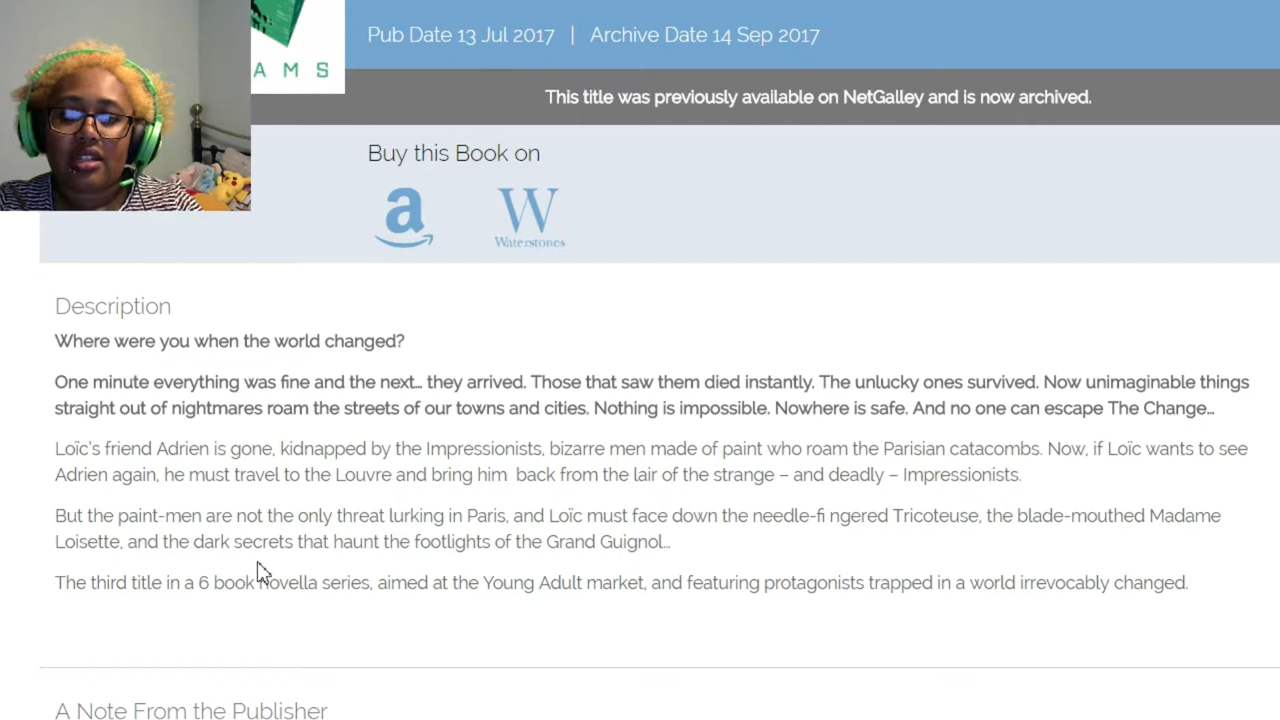 AMS
Pub Date 13 Jul 2017 | Archive Date 14 Sep 2017
This title was previously available on NetGalley and is now archived.
Buy this Book on
a W
Waterstones
Description
Where were you when the world changed?
One minute everything was fine and the next... they arrived. Those that saw them died instantly. The unlucky ones survived. Now unimaginable things
straight out of nightmares roam the streets of our towns and cities. Nothing is impossible. Nowhere is safe. And no one can escape The Change...
Loïc's friend Adrien is gone, kidnapped by the Impressionists, bizarre men made of paint who roam the Parisian catacombs. Now, if Loïc wants to see
Adrien again, he must travel to the Louvre and bring him back from the lair of the strange – and deadly – Impressionists.
But the paint-men are not the only threat lurking in Paris, and Loïc must face down the needle-fi ngered Tricoteuse, the blade-mouthed Madame
Loisette, and the dark secrets that haunt the footlights of the Grand Guignol...
The third title in a 6 book novella series, aimed at the Young Adult market, and featuring protagonists trapped in a world irrevocably changed.
A Note From the Publisher